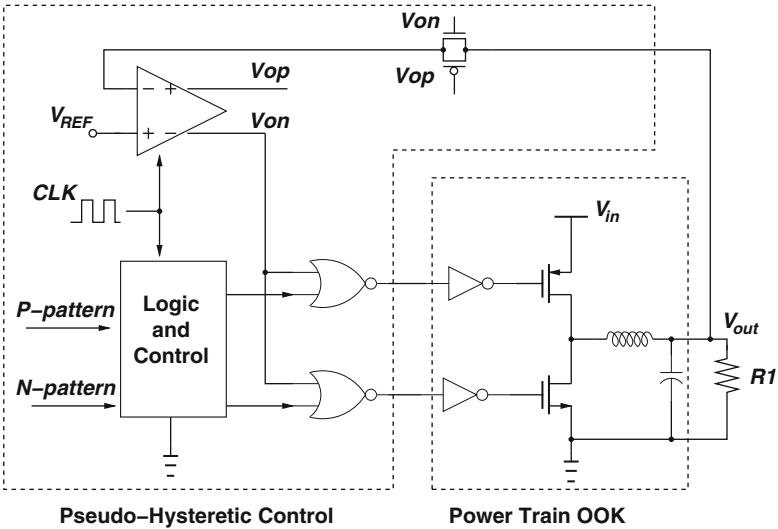 Von
Vop
Vop
V_REF
Von
CLK
V_in
Logic
and
Control
P−pattern
N−pattern
V_out
R1
Pseudo−Hysteretic Control
Power Train OOK